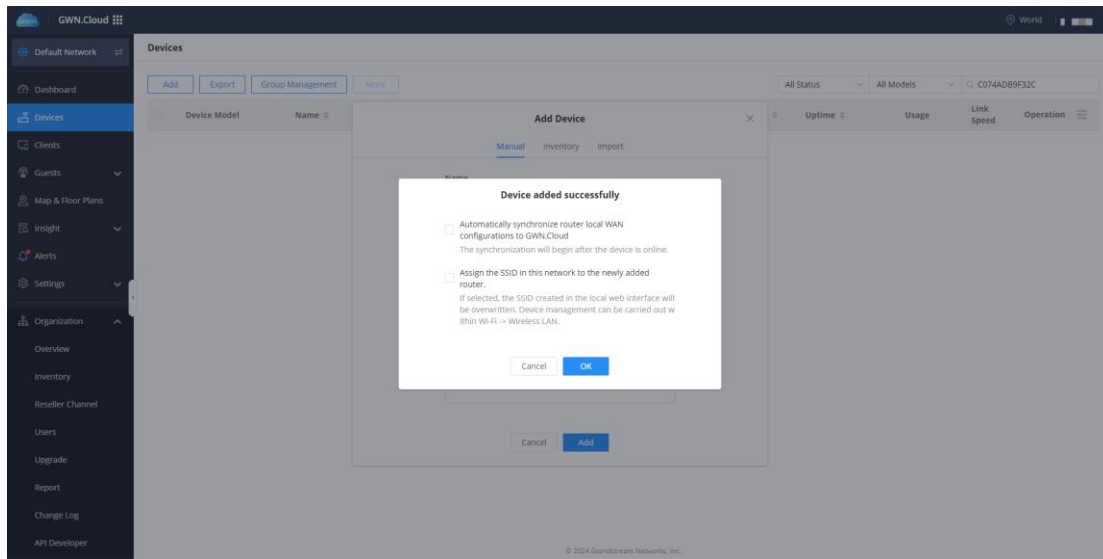 GWN.Cloud
World
Default Network
Dashboard
Devices
Clients
Guests
Map & Floor Plans
Insight
Alerts
Settings
Organization
Overview
Inventory
Reseller Channel
Users
Upgrade
Report
Change Log
API Developer
Devices
Add Export Group Management More
All Status All Models C074ADB9F32C
Device Model Name Uptime Usage Link Speed Operation
Add Device
Manual Inventory Import
Name
Device added successfully
Automatically synchronize router local WAN
configurations to GWN.Cloud
The synchronization will begin after the device is online.
Assign the SSID in this network to the newly added
router.
If selected, the SSID created in the local web interface will
be overwritten. Device management can be carried out w
ithin Wi-Fi -> Wireless LAN.
Cancel OK
Cancel Add
© 2024 Grandstream Networks, Inc.